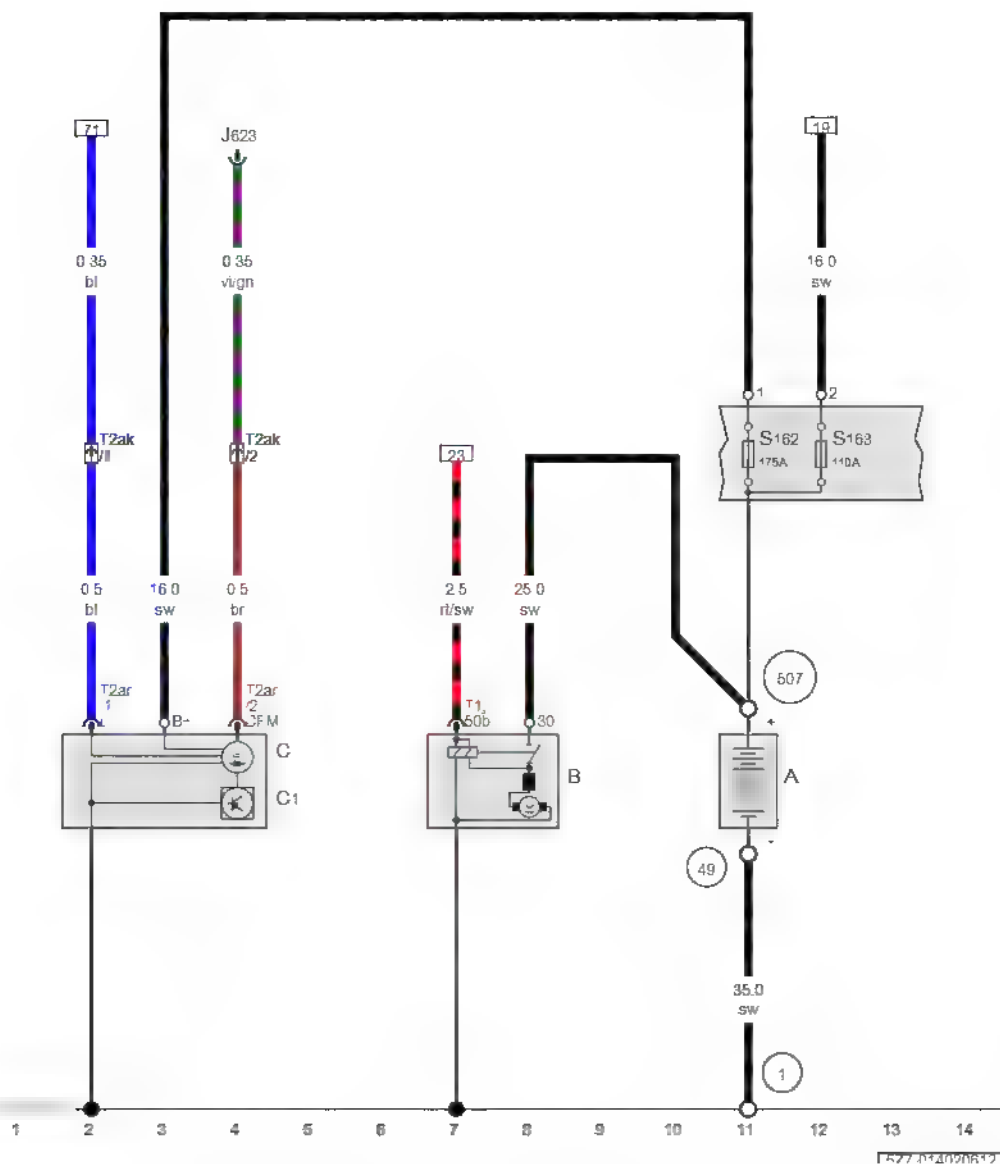 71
J623
19
0.35
bl
0.35
vi/gn
16.0
sw
1
2
S162
175A
S163
110A
T2ak
/1
T2ak
/2
23
0.5
bl
16.0
sw
0.5
br
2.5
rt/sw
25.0
sw
507
T2ar
/1
B+
T2ar
/2
DFM
T1
50b
30
+
C
C1
B
A
-
49
35.0
sw
1
1 2 3 4 5 6 7 8 9 10 11 12 13 14